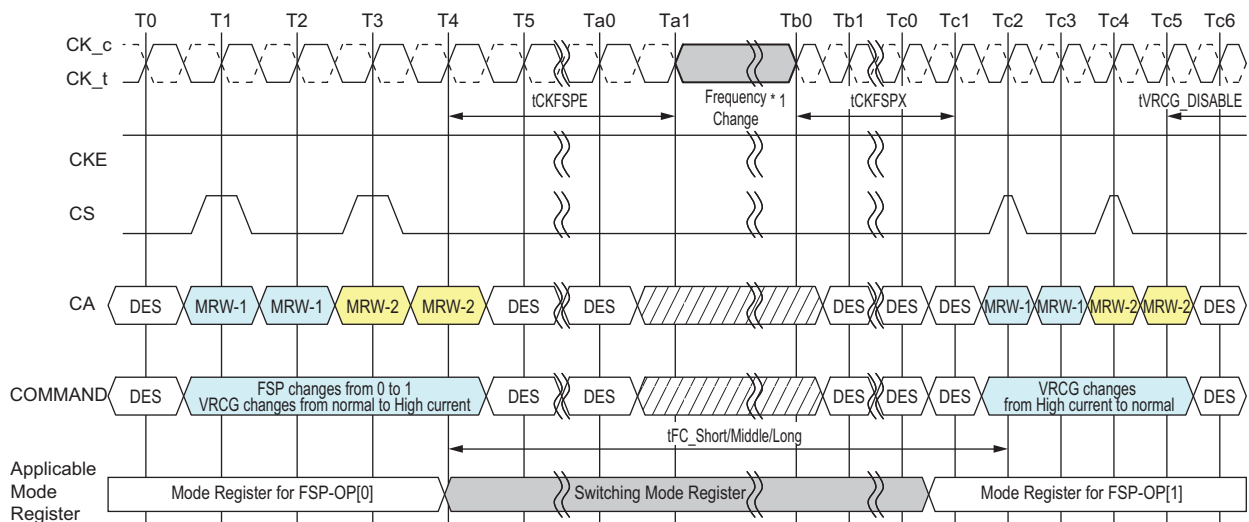 T0 T1 T2 T3 T4 T5 Ta0 Ta1 Tb0 Tb1 Tc0 Tc1 Tc2 Tc3 Tc4 Tc5 Tc6
CK_c
CK_t
tCKFSPE
Frequency * 1
Change
tCKFSPX
tVRCG_DISABLE
CKE
CS
CA DES MRW-1 MRW-1 MRW-2 MRW-2 DES DES DES DES DES MRW-1 MRW-1 MRW-2 MRW-2 DES
COMMAND DES
FSP changes from 0 to 1
VRCG changes from normal to High current
DES DES DES DES DES
VRCG changes
from High current to normal
DES
tFC_Short/Middle/Long
Applicable
Mode
Register
Mode Register for FSP-OP[0] Switching Mode Register Mode Register for FSP-OP[1]